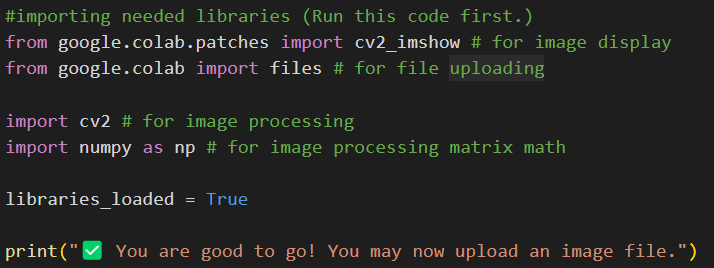 #importing needed libraries (Run this code first.)
from google.colab.patches import cv2_imshow # for image display
from google.colab import files # for file uploading
import cv2 # for image processing
import numpy as np # for image processing matrix math
libraries_loaded = True
print("✅ You are good to go! You may now upload an image file.")